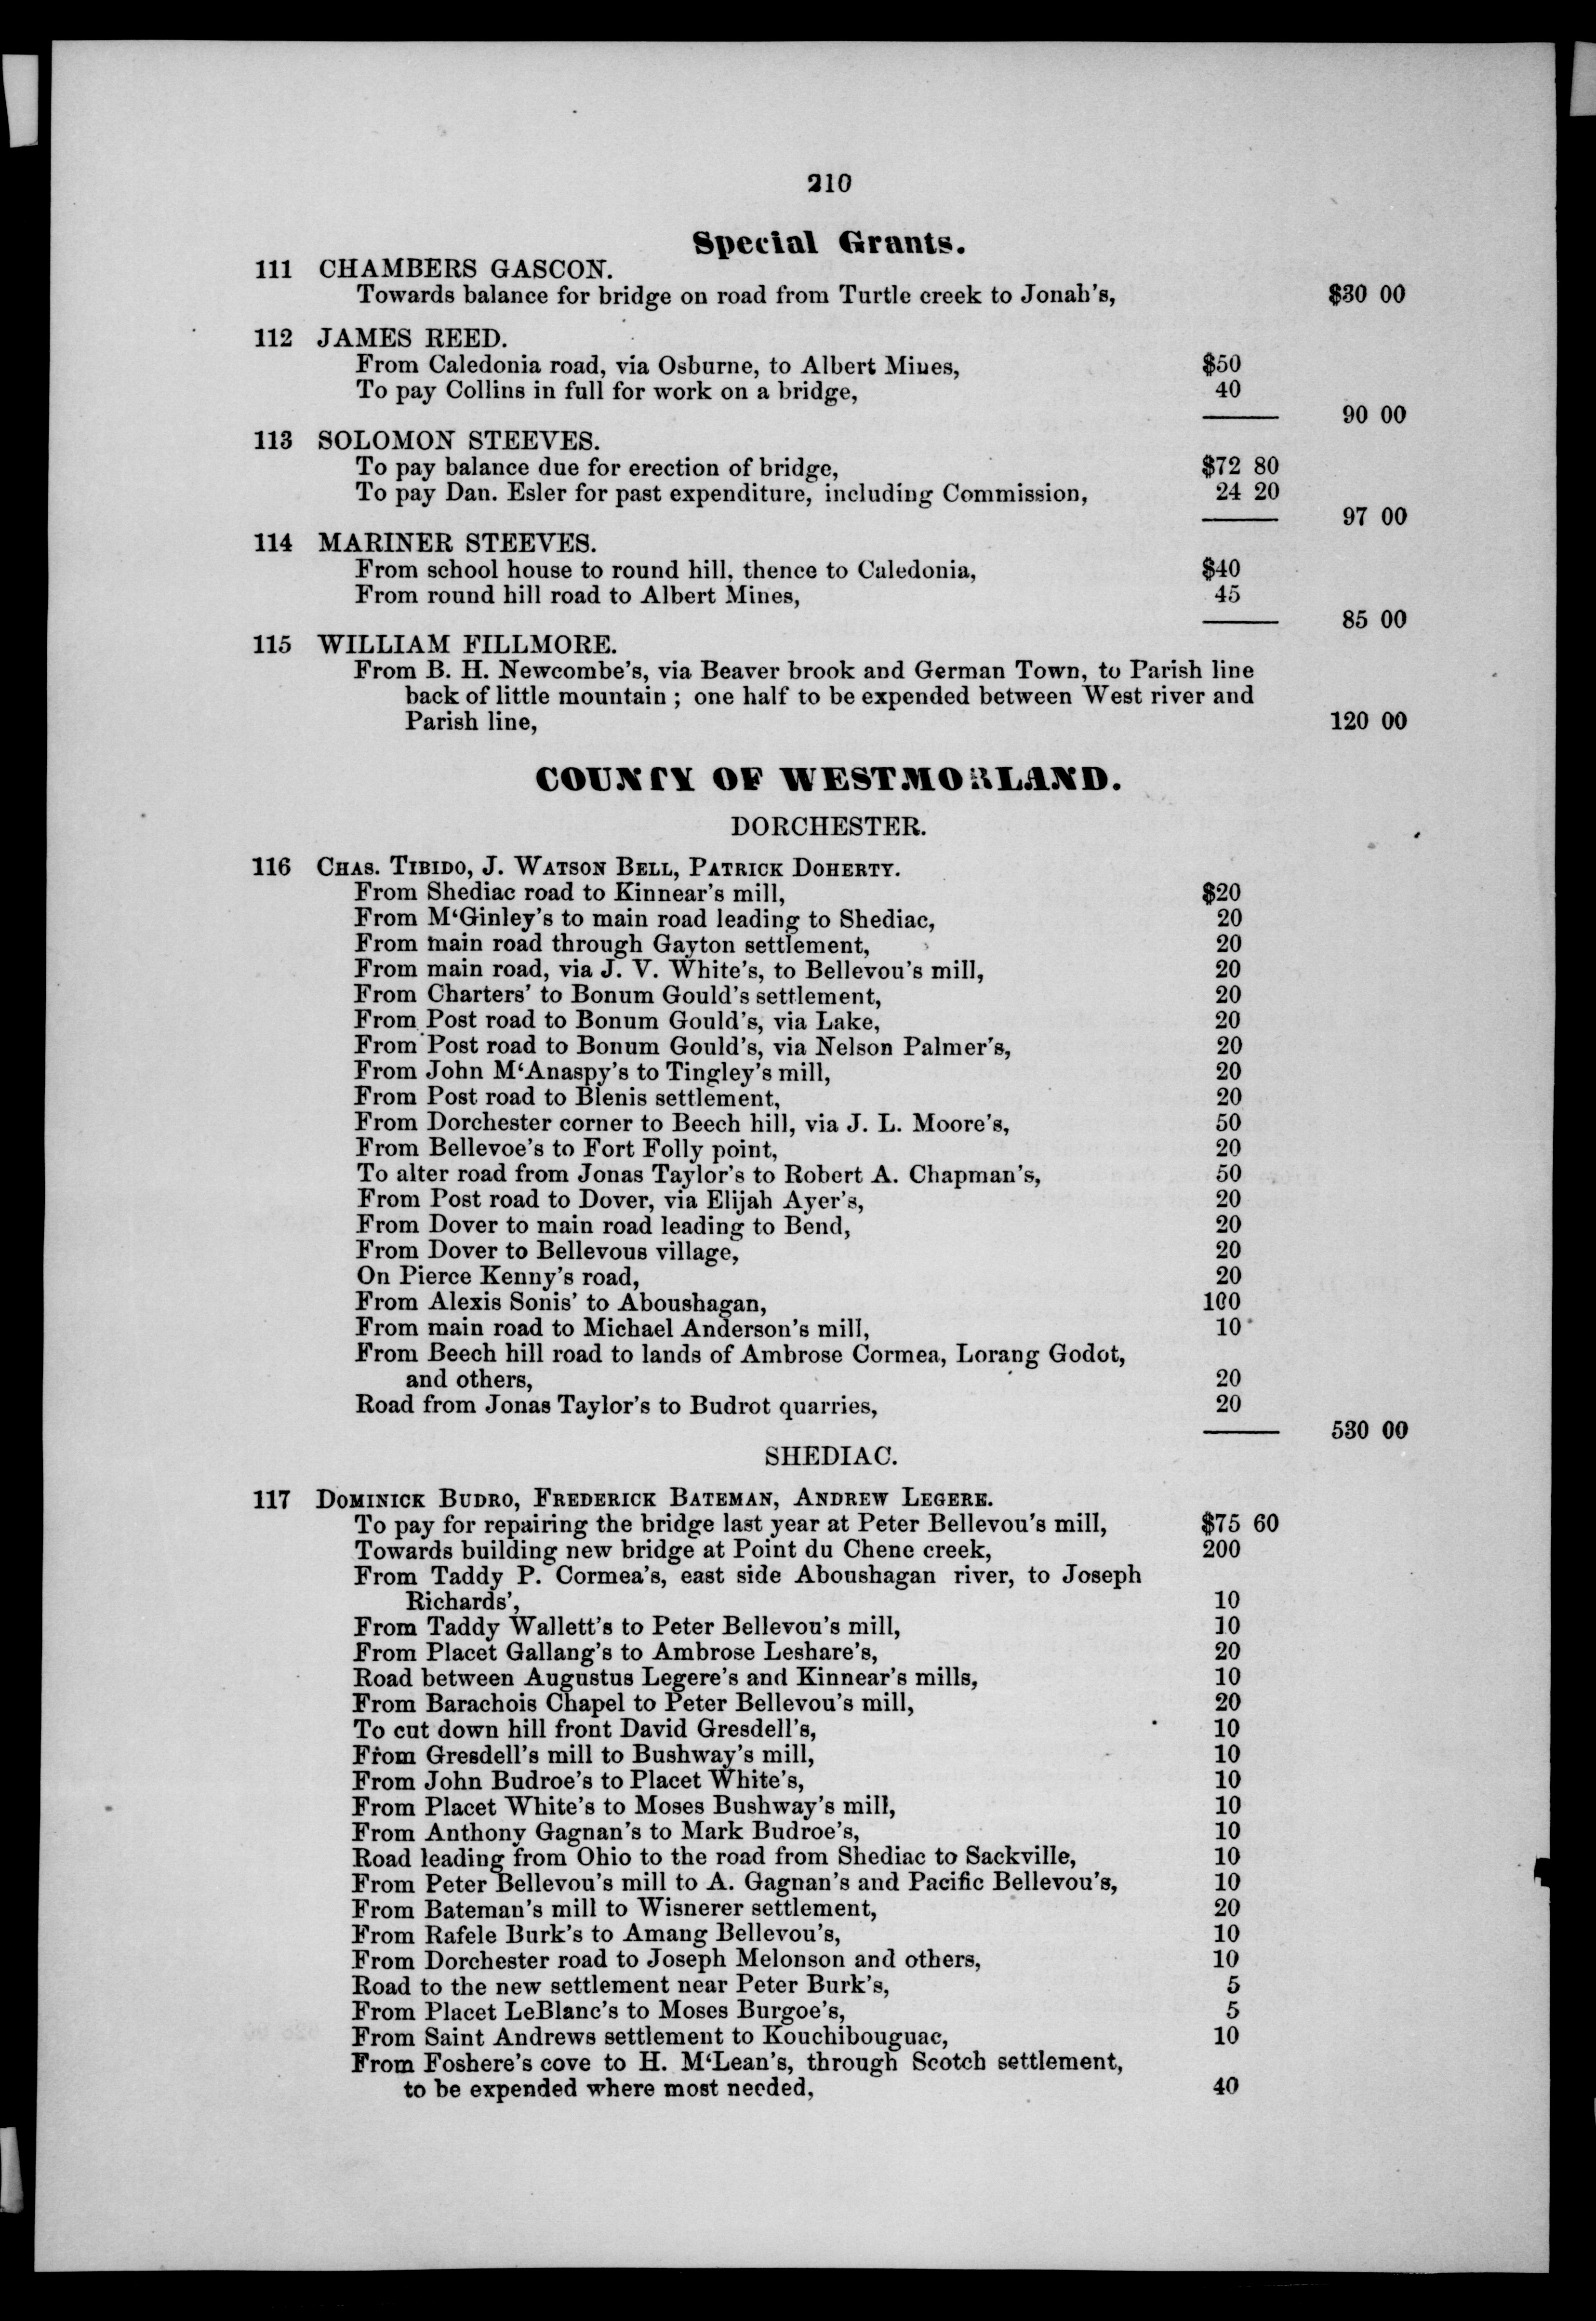 210
Special Grants.
111 CHAMBERS GASCON.
Towards balance for bridge on road from Turtle creek to Jonah's, $30 00
112 JAMES REED.
From Caledonia road, via Osburne, to Albert Mines, $50
To pay Collins in full for work on a bridge, 40
90 00
113 SOLOMON STEEVES.
To pay balance due for erection of bridge, $72 80
To pay Dan. Esler for past expenditure, including Commission, 24 20
97 00
114 MARINER STEEVES.
From school house to round hill, thence to Caledonia, $40
From round hill road to Albert Mines, 45
85 00
115 WILLIAM FILLMORE.
From B. H. Newcombe's, via Beaver brook and German Town, to Parish line
back of little mountain ; one half to be expended between West river and
Parish line, 120 00
COUNTY OF WESTMORLAND.
DORCHESTER.
116 CHAS. TIBIDO, J. WATSON BELL, PATRICK DOHERTY.
From Shediac road to Kinnear's mill, $20
From M‘Ginley's to main road leading to Shediac, 20
From main road through Gayton settlement, 20
From main road, via J. V. White's, to Bellevou's mill, 20
From Charters' to Bonum Gould's settlement, 20
From Post road to Bonum Gould's, via Lake, 20
From Post road to Bonum Gould's, via Nelson Palmer's, 20
From John M‘Anaspy's to Tingley's mill, 20
From Post road to Blenis settlement, 20
From Dorchester corner to Beech hill, via J. L. Moore's, 50
From Bellevoe's to Fort Folly point, 20
To alter road from Jonas Taylor's to Robert A. Chapman's, 50
From Post road to Dover, via Elijah Ayer's, 20
From Dover to main road leading to Bend, 20
From Dover to Bellevous village, 20
On Pierce Kenny's road, 20
From Alexis Sonis' to Aboushagan, 100
From main road to Michael Anderson's mill, 10
From Beech hill road to lands of Ambrose Cormea, Lorang Godot,
and others, 20
Road from Jonas Taylor's to Budrot quarries, 20
530 00
SHEDIAC.
117 DOMINICK BUDRO, FREDERICK BATEMAN, ANDREW LEGERE.
To pay for repairing the bridge last year at Peter Bellevou's mill, $75 60
Towards building new bridge at Point du Chene creek, 200
From Taddy P. Cormea's, east side Aboushagan river, to Joseph
Richards', 10
From Taddy Wallett's to Peter Bellevou's mill, 10
From Placet Gallang's to Ambrose Leshare's, 20
Road between Augustus Legere's and Kinnear's mills, 10
From Barachois Chapel to Peter Bellevou's mill, 20
To cut down hill front David Gresdell's, 10
From Gresdell's mill to Bushway's mill, 10
From John Budroe's to Placet White's, 10
From Placet White's to Moses Bushway's mill, 10
From Anthony Gagnan's to Mark Budroe's, 10
Road leading from Ohio to the road from Shediac to Sackville, 10
From Peter Bellevou's mill to A. Gagnan's and Pacific Bellevou's, 10
From Bateman's mill to Wisnerer settlement, 20
From Rafele Burk's to Amang Bellevou's, 10
From Dorchester road to Joseph Melonson and others, 10
Road to the new settlement near Peter Burk's, 5
From Placet LeBlanc's to Moses Burgoe's, 5
From Saint Andrews settlement to Kouchibouguac, 10
From Foshere's cove to H. M‘Lean's, through Scotch settlement,
to be expended where most needed, 40